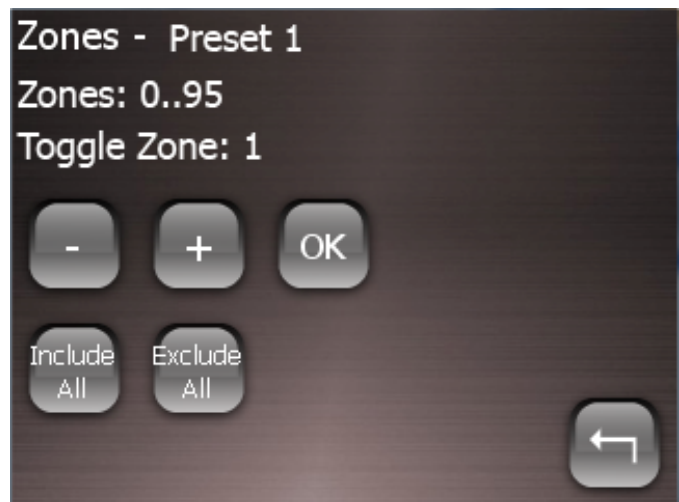 Zones - Preset 1
Zones: 0..95
Toggle Zone: 1
- + OK
Include All
Exclude All